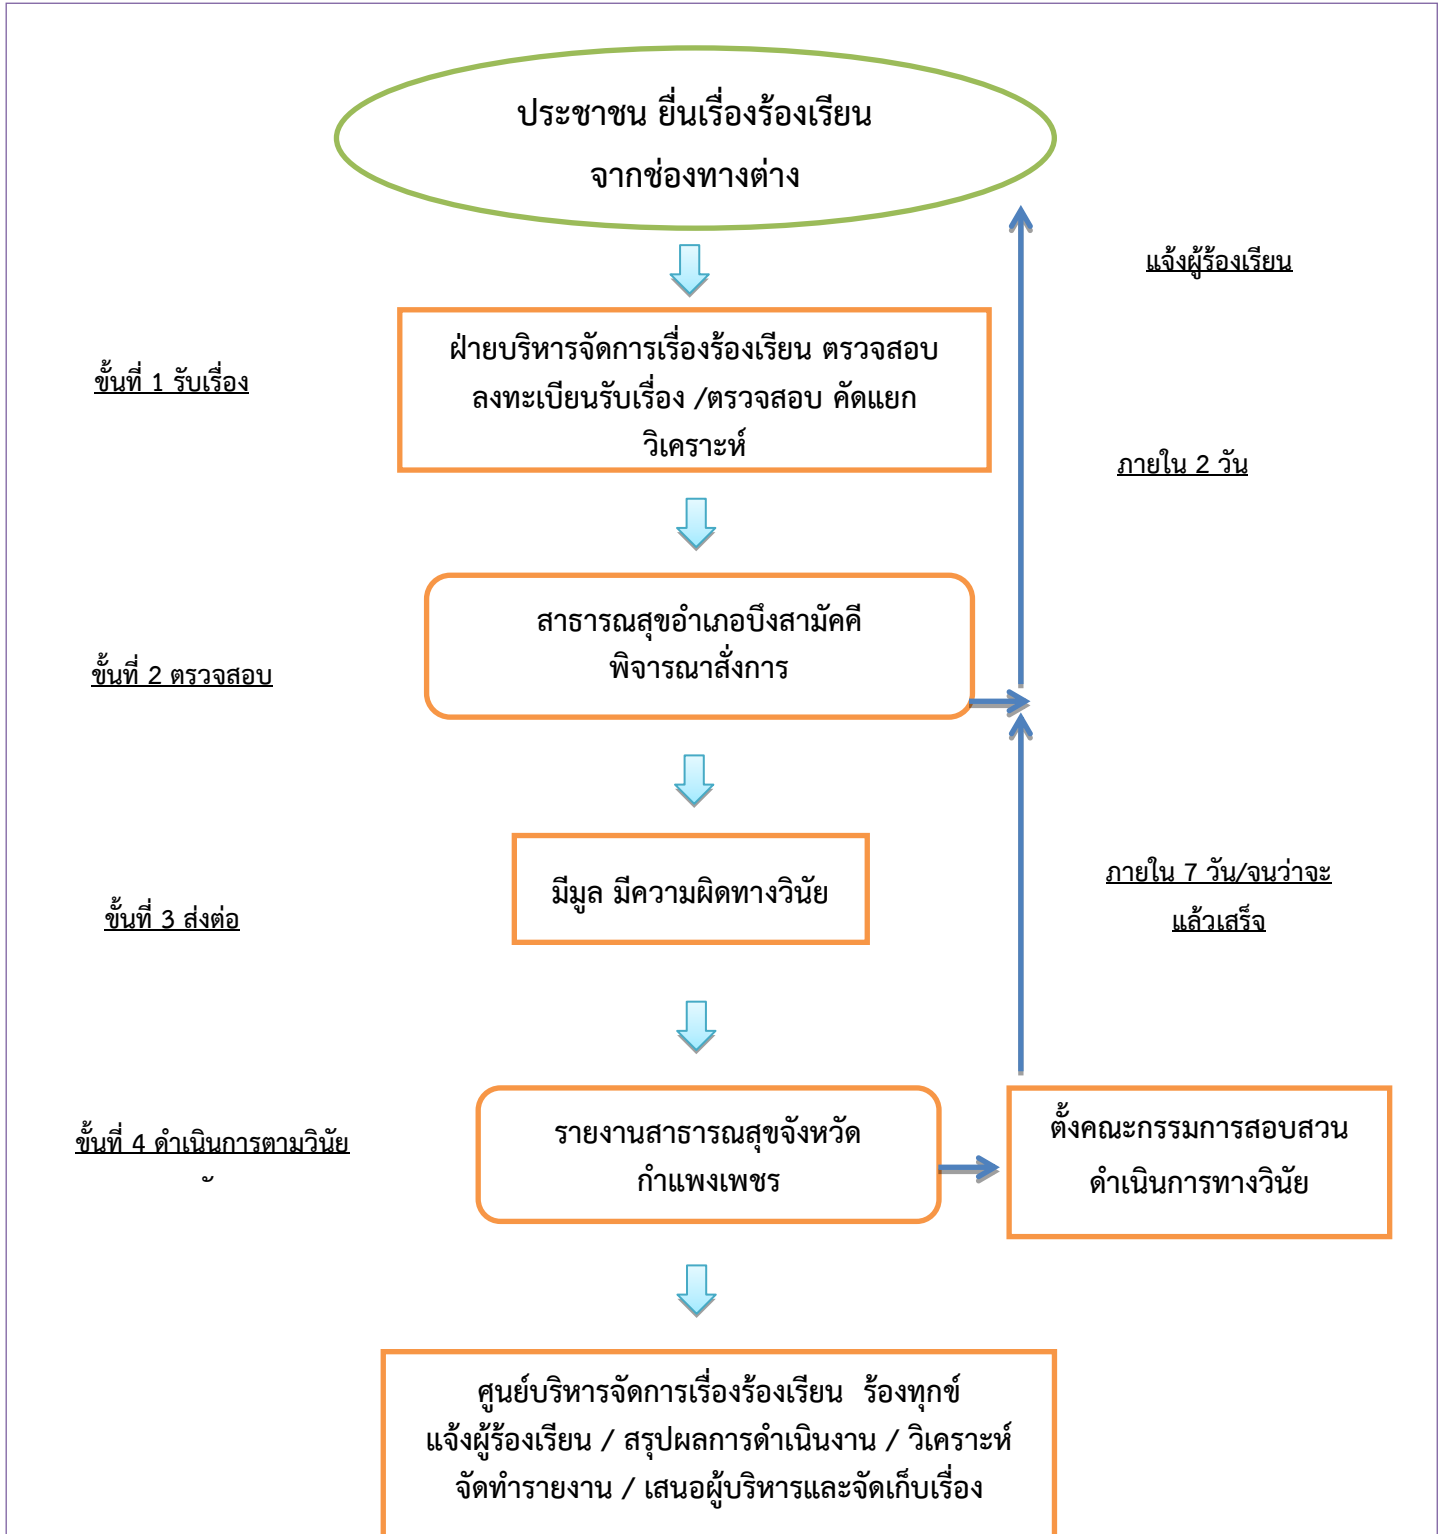 ประชาชน ยื่นเรื่องร้องเรียน
จากช่องทางต่าง
แจ้งผู้ร้องเรียน
ฝ่ายบริหารจัดการเรื่องร้องเรียน ตรวจสอบ
ลงทะเบียนรับเรื่อง /ตรวจสอบ คัดแยก
วิเคราะห์
ขั้นที่ 1 รับเรื่อง
ภายใน 2 วัน
สาธารณสุขอำเภอบึงสามัคคี
พิจารณาสั่งการ
ขั้นที่ 2 ตรวจสอบ
มีมูล มีความผิดทางวินัย
ขั้นที่ 3 ส่งต่อ
ภายใน 7 วัน/จนว่าจะ
แล้วเสร็จ
ขั้นที่ 4 ดำเนินการตามวินัย
รายงานสาธารณสุขจังหวัด
กำแพงเพชร
ตั้งคณะกรรมการสอบสวน
ดำเนินการทางวินัย
ศูนย์บริหารจัดการเรื่องร้องเรียน ร้องทุกข์
แจ้งผู้ร้องเรียน / สรุปผลการดำเนินงาน / วิเคราะห์
จัดทำรายงาน / เสนอผู้บริหารและจัดเก็บเรื่อง